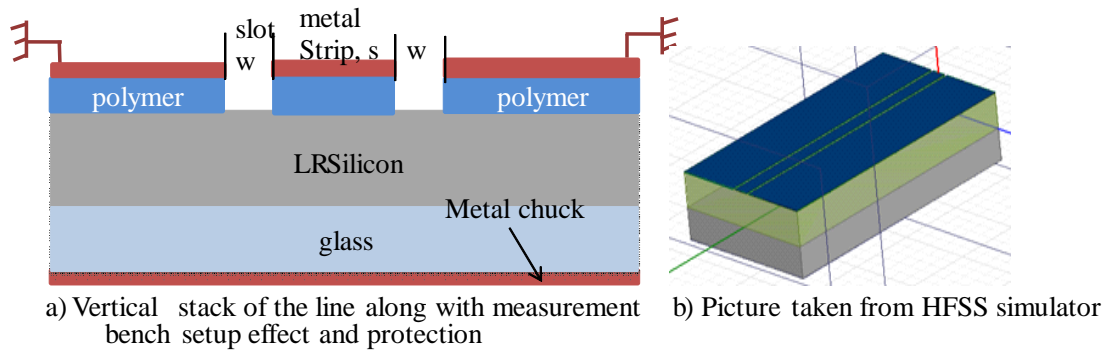 slot
w
metal
Strip, s
w
polymer
polymer
LRSilicon
Metal chuck
glass
a) Vertical stack of the line along with measurement
bench setup effect and protection
b) Picture taken from HFSS simulator